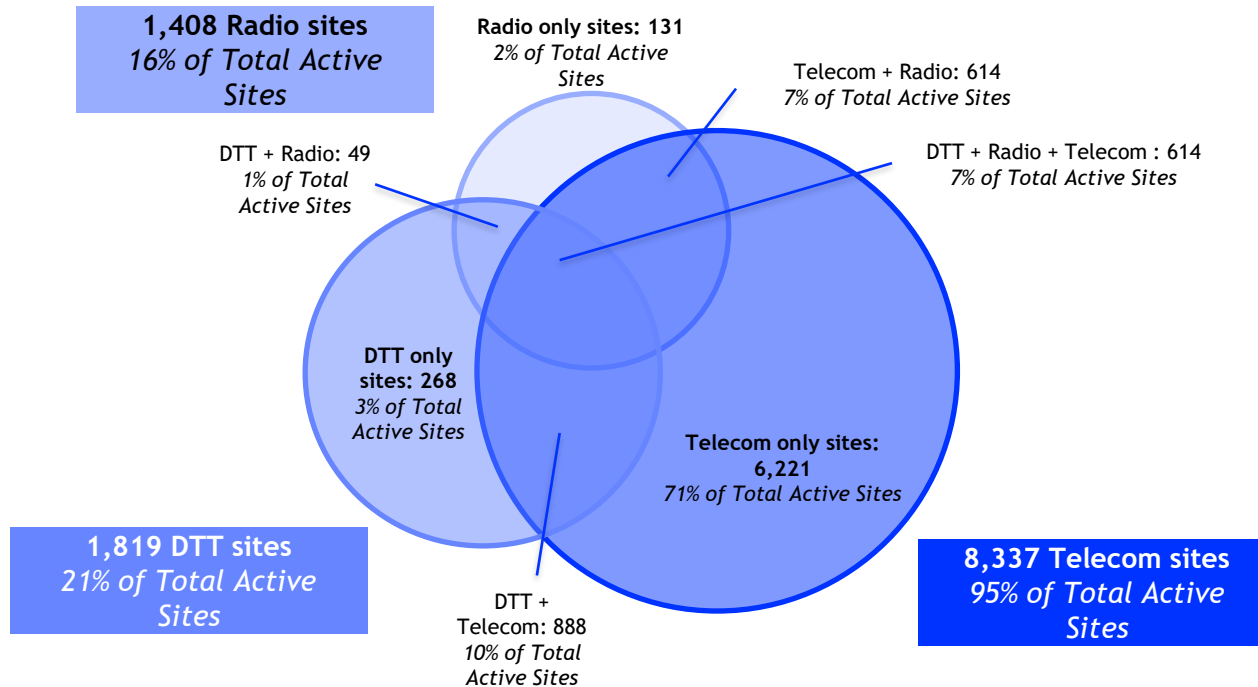 1,408 Radio sites
16% of Total Active
Sites
Radio only sites: 131
2% of Total Active
Sites
Telecom + Radio: 614
7% of Total Active Sites
DTT + Radio: 49
1% of Total
Active Sites
DTT + Radio + Telecom : 614
7% of Total Active Sites
DTT only
sites: 268
3% of Total
Active Sites
Telecom only sites:
6,221
71% of Total Active Sites
1,819 DTT sites
21% of Total Active
Sites
8,337 Telecom sites
95% of Total Active
Sites
DTT +
Telecom: 888
10% of Total
Active Sites